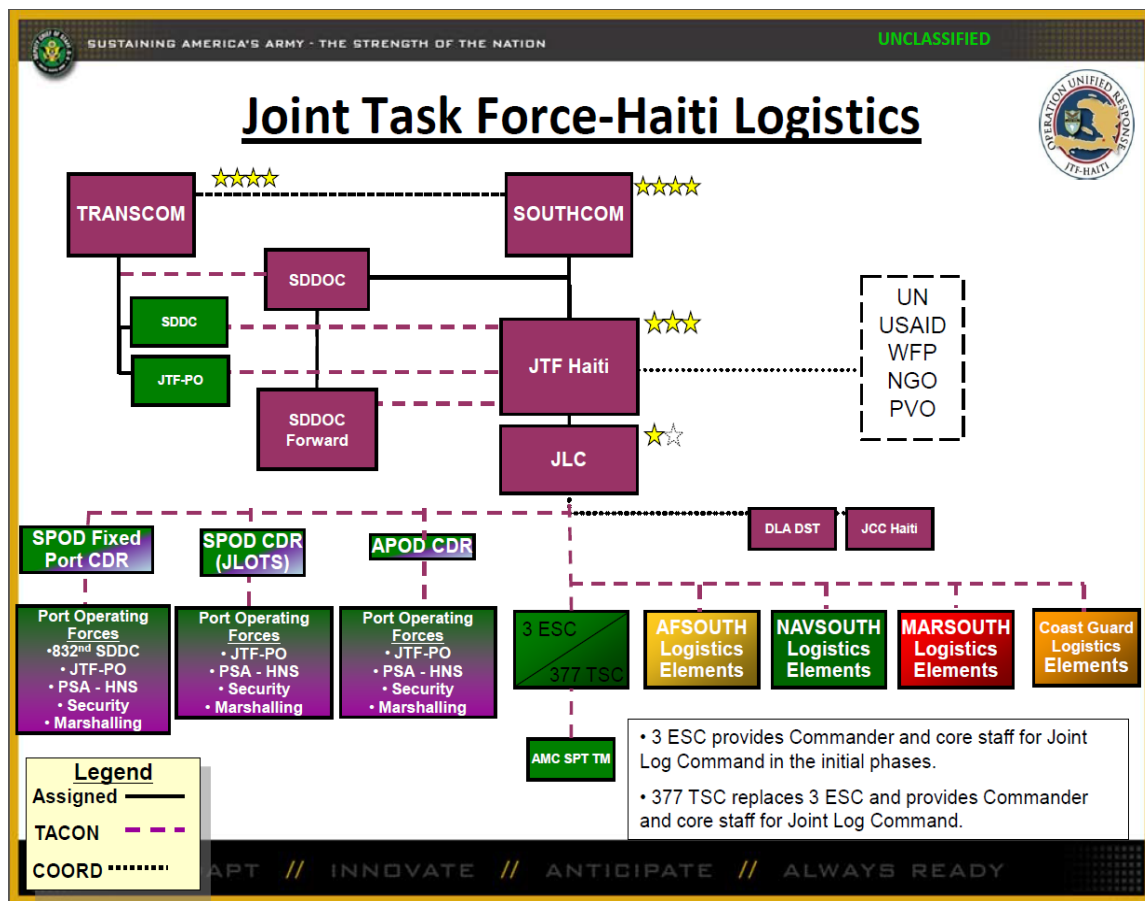 SUSTAINING AMERICA'S ARMY - THE STRENGTH OF THE NATION
UNCLASSIFIED
Joint Task Force-Haiti Logistics
OPERATION UNIFIED RESPONSE
JTF-HAITI
TRANSCOM
SOUTHCOM
SDDOC
SDDC
JTF-PO
SDDOC
Forward
JTF Haiti
JLC
UN
USAID
WFP
NGO
PVO
DLA DST
JCC Haiti
SPOD Fixed
Port CDR
SPOD CDR
(JLOTS)
APOD CDR
Port Operating
Forces
•832nd SDDC
• JTF-PO
• PSA - HNS
• Security
• Marshalling
Port Operating
Forces
• JTF-PO
• PSA - HNS
• Security
• Marshalling
Port Operating
Forces
• JTF-PO
• PSA - HNS
• Security
• Marshalling
3 ESC
377 TSC
AFSOUTH
Logistics
Elements
NAVSOUTH
Logistics
Elements
MARSOUTH
Logistics
Elements
Coast Guard
Logistics
Elements
AMC SPT TM
• 3 ESC provides Commander and core staff for Joint
Log Command in the initial phases.
• 377 TSC replaces 3 ESC and provides Commander
and core staff for Joint Log Command.
Legend
Assigned
TACON
COORD
APT // INNOVATE // ANTICIPATE // ALWAYS READY